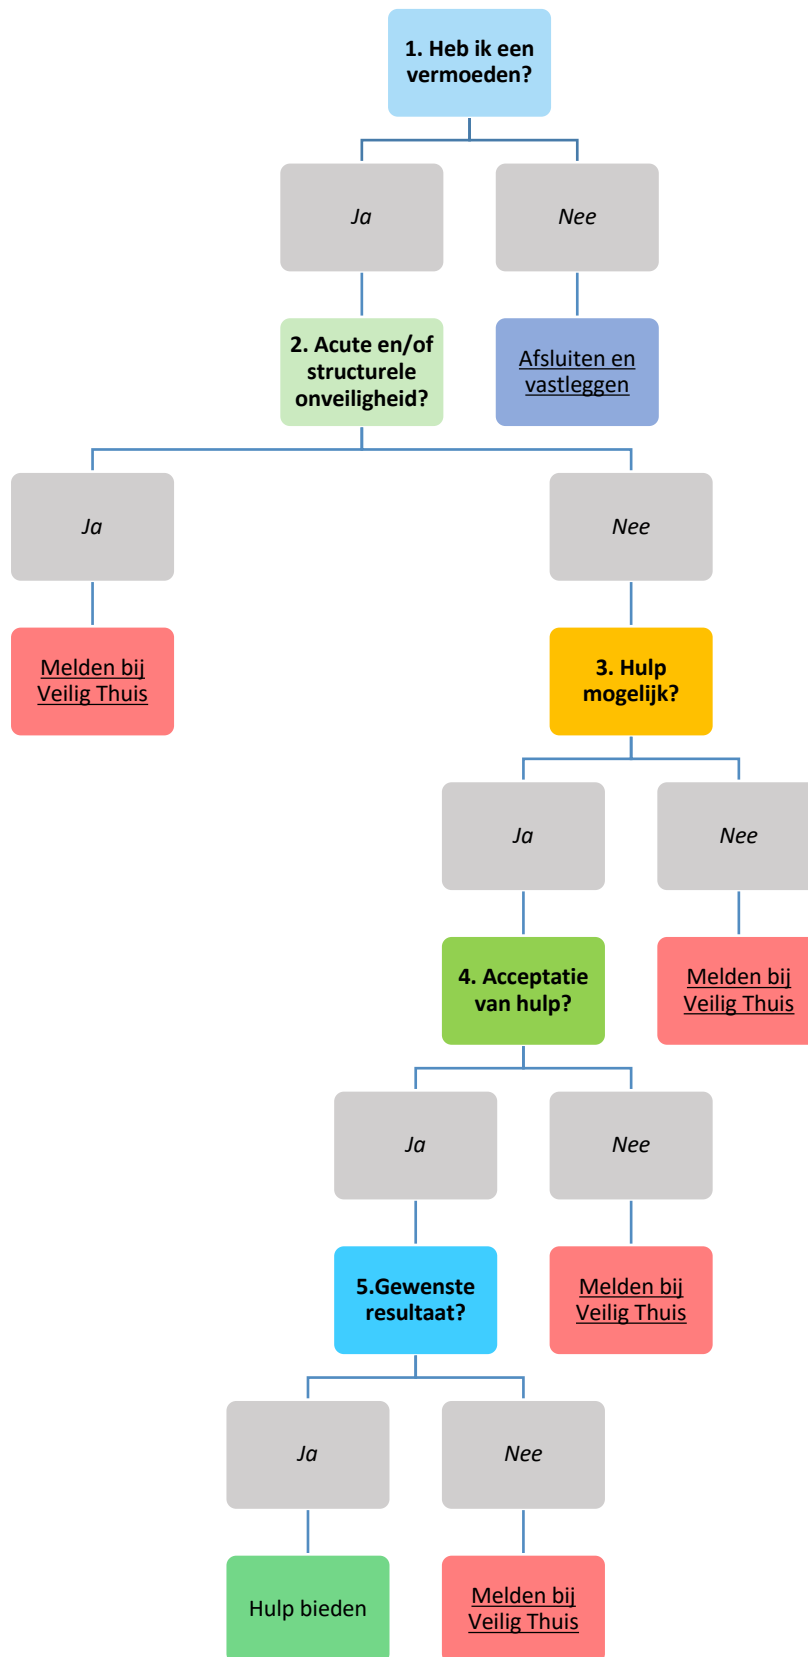 1. Heb ik een
vermoeden?
Ja
Nee
2. Acute en/of
structurele
onveiligheid?
Afsluiten en
vastleggen
Ja
Nee
Melden bij
Veilig Thuis
3. Hulp
mogelijk?
Ja
Nee
4. Acceptatie
van hulp?
Melden bij
Veilig Thuis
Ja
Nee
5.Gewenste
resultaat?
Melden bij
Veilig Thuis
Ja
Nee
Hulp bieden
Melden bij
Veilig Thuis